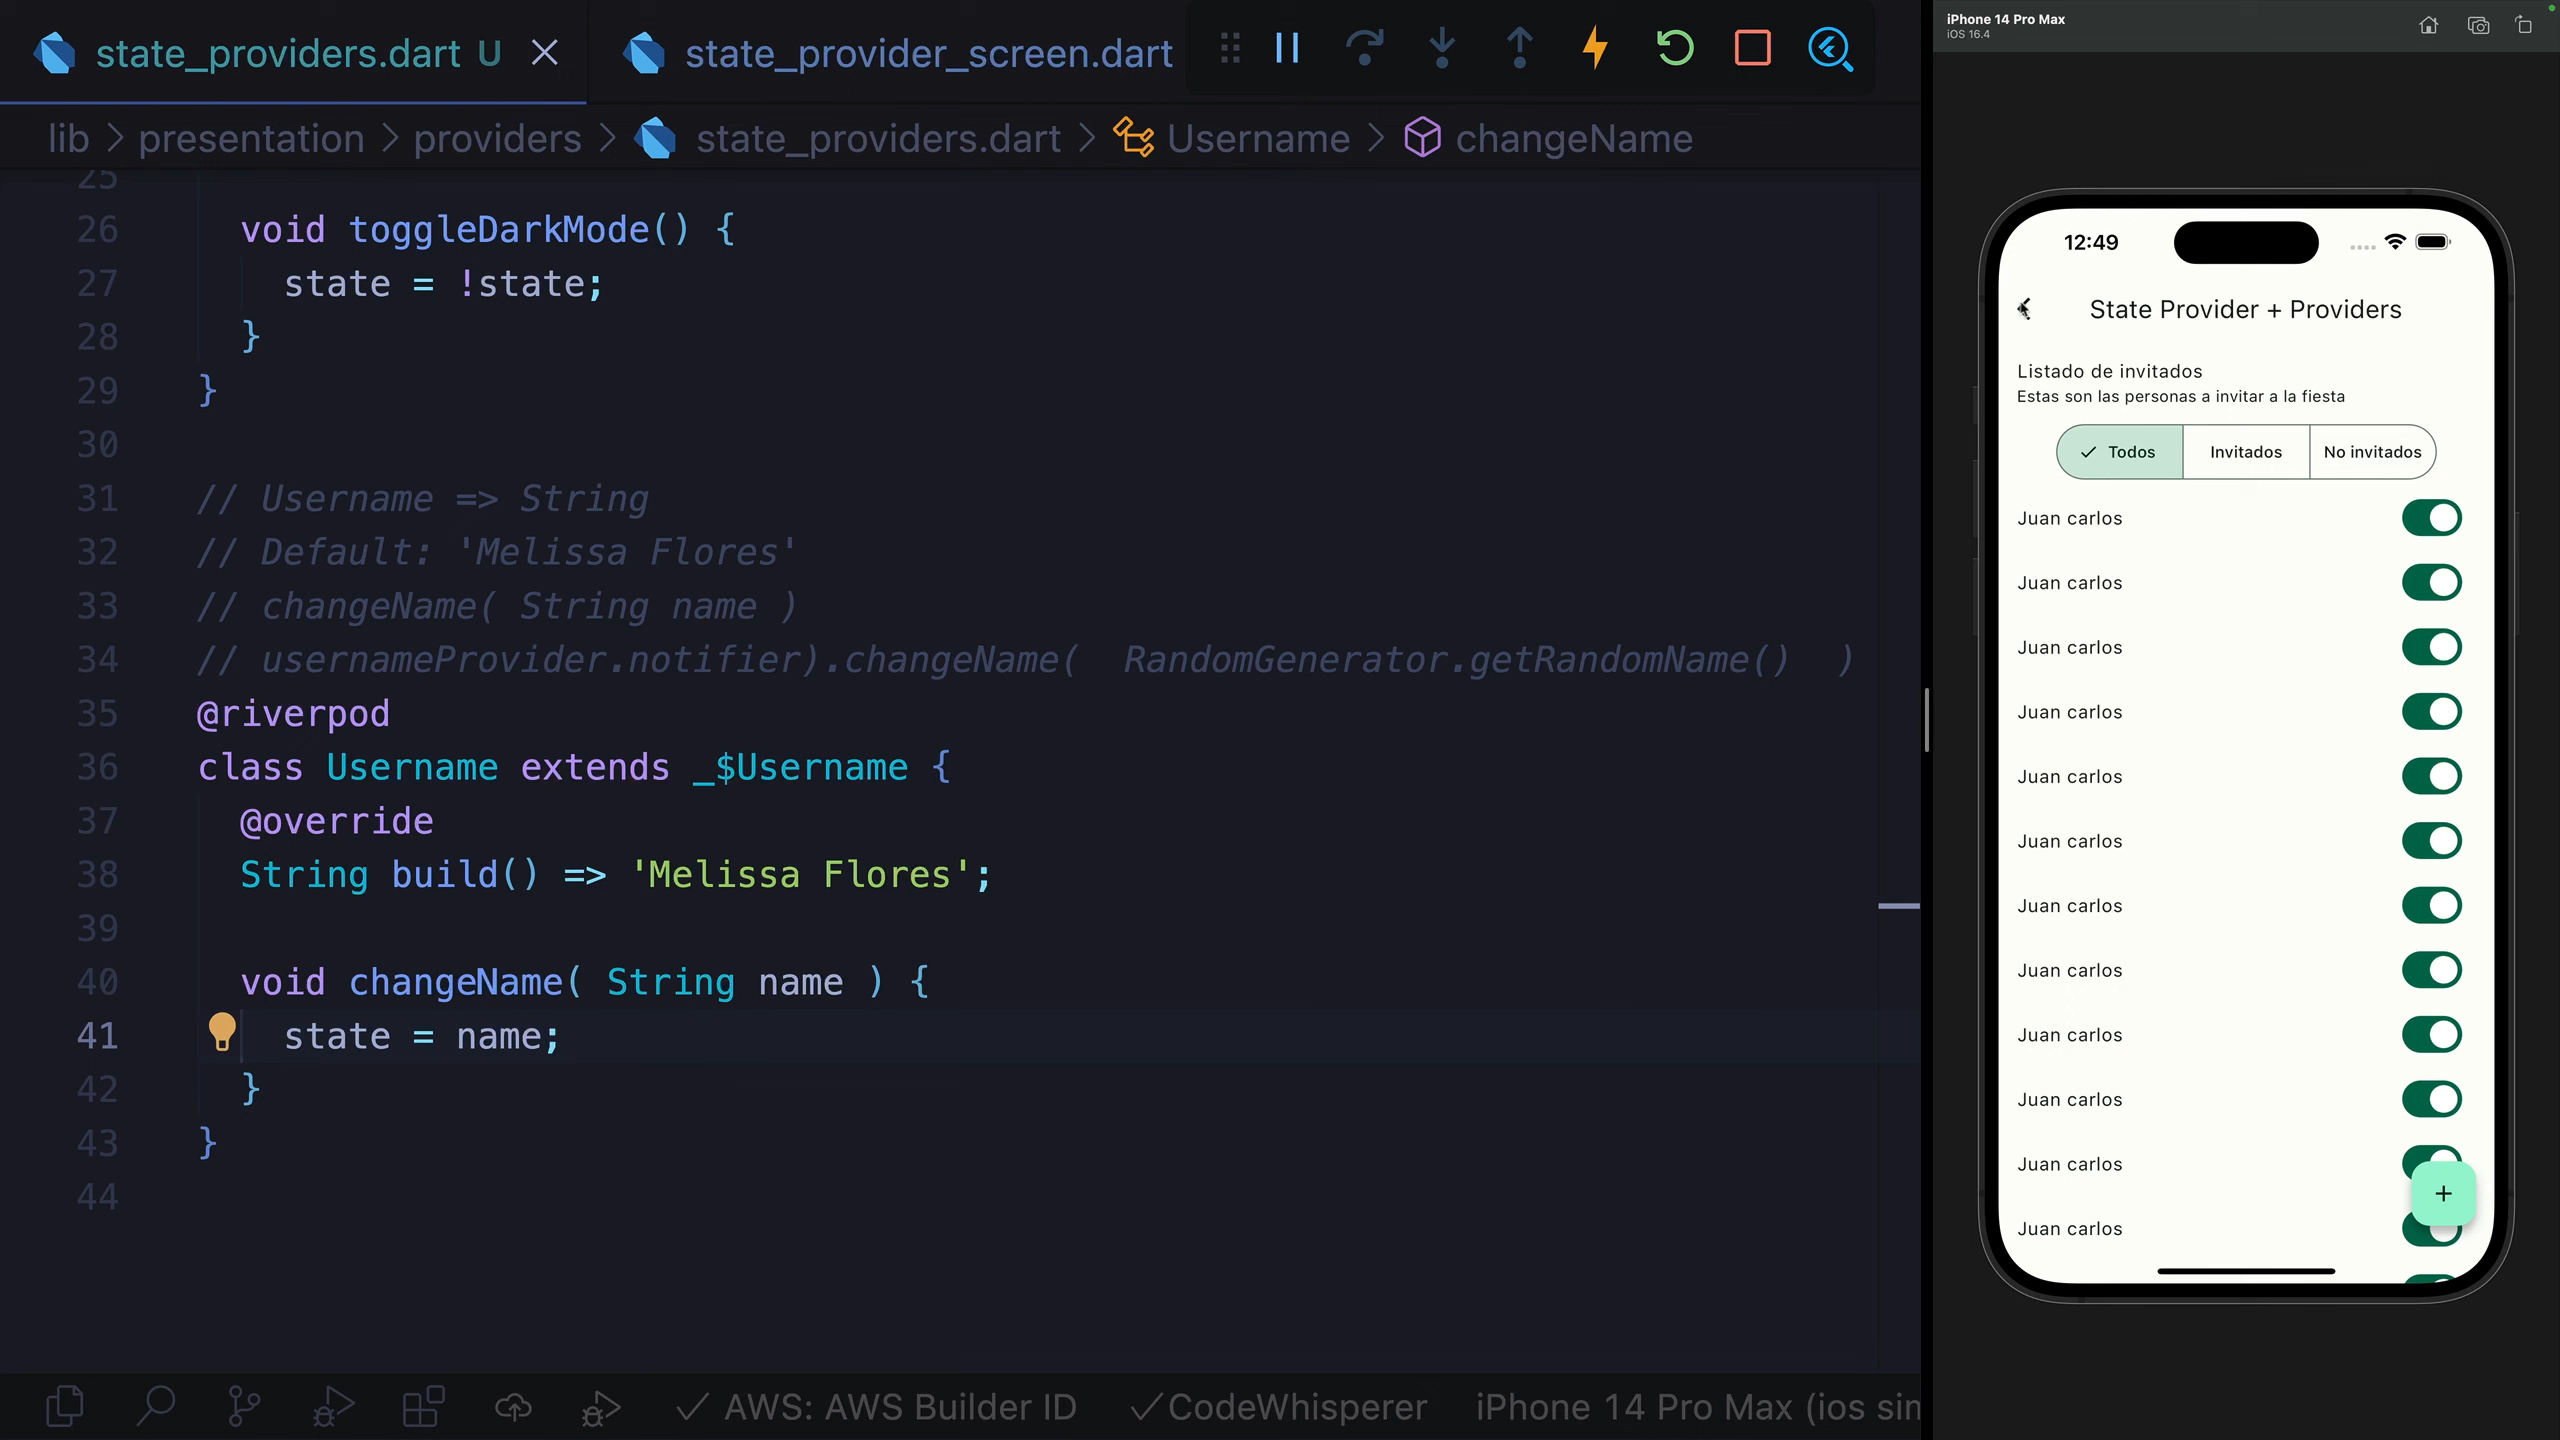 state_providers.dart U
state_provider_screen.dart
lib > presentation > providers > state_providers.dart > Username > changeName
25
26 void toggleDarkMode() {
27 state = !state;
28 }
29 }
30
31 // Username => String
32 // Default: 'Melissa Flores'
33 // changeName( String name )
34 // usernameProvider.notifier).changeName(  RandomGenerator.getRandomName()  )
35 @riverpod
36 class Username extends _$Username {
37 @override
38 String build() => 'Melissa Flores';
39
40 void changeName( String name ) {
41 state = name;
42 }
43 }
44
AWS: AWS Builder ID
CodeWhisperer
iPhone 14 Pro Max (ios sim
iPhone 14 Pro Max
iOS 16.4
12:49
State Provider + Providers
Listado de invitados
Estas son las personas a invitar a la fiesta
Todos
Invitados
No invitados
Juan carlos
Juan carlos
Juan carlos
Juan carlos
Juan carlos
Juan carlos
Juan carlos
Juan carlos
Juan carlos
Juan carlos
Juan carlos
Juan carlos